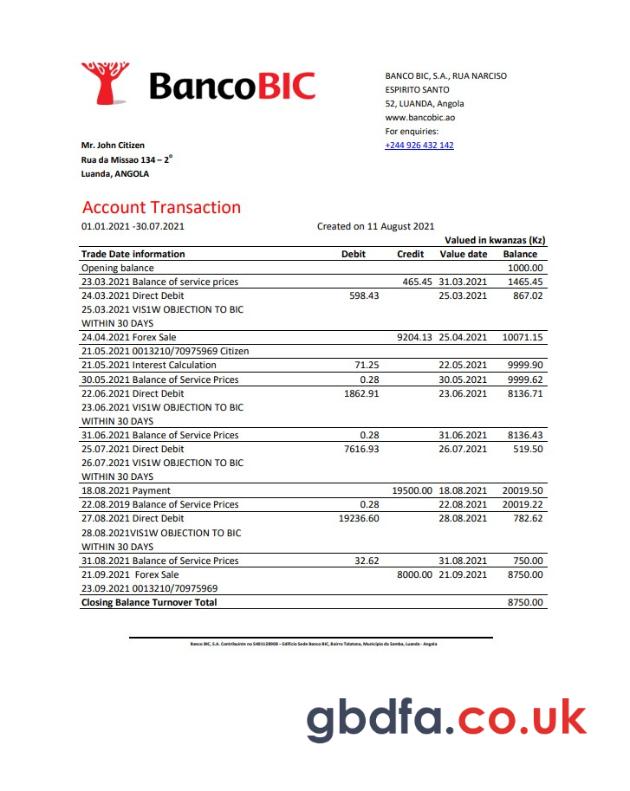 BancoBIC
BANCO BIC, S.A., RUA NARCISO
ESPIRITO SANTO
52, LUANDA, Angola
www.bancobic.ao
For enquiries:
+244 926 432 142
Mr. John Citizen
Rua da Missao 134 – 2º
Luanda, ANGOLA
Account Transaction
01.01.2021 -30.07.2021 Created on 11 August 2021
Valued in kwanzas (Kz)
Trade Date information Debit Credit Value date Balance
Opening balance 1000.00
23.03.2021 Balance of service prices 465.45 31.03.2021 1465.45
24.03.2021 Direct Debit 598.43 25.03.2021 867.02
25.03.2021 VIS1W OBJECTION TO BIC
WITHIN 30 DAYS
24.04.2021 Forex Sale 9204.13 25.04.2021 10071.15
21.05.2021 0013210/70975969 Citizen
21.05.2021 Interest Calculation 71.25 22.05.2021 9999.90
30.05.2021 Balance of Service Prices 0.28 30.05.2021 9999.62
22.06.2021 Direct Debit 1862.91 23.06.2021 8136.71
23.06.2021 VIS1W OBJECTION TO BIC
WITHIN 30 DAYS
31.06.2021 Balance of Service Prices 0.28 31.06.2021 8136.43
25.07.2021 Direct Debit 7616.93 26.07.2021 519.50
26.07.2021 VIS1W OBJECTION TO BIC
WITHIN 30 DAYS
18.08.2021 Payment 19500.00 18.08.2021 20019.50
22.08.2019 Balance of Service Prices 0.28 22.08.2021 20019.22
27.08.2021 Direct Debit 19236.60 28.08.2021 782.62
28.08.2021VIS1W OBJECTION TO BIC
WITHIN 30 DAYS
31.08.2021 Balance of Service Prices 32.62 31.08.2021 750.00
21.09.2021 Forex Sale 8000.00 21.09.2021 8750.00
23.09.2021 0013210/70975969
Closing Balance Turnover Total 8750.00
Banco BIC, S.A. Contribuinte no – Edifício Sede Banco BIC, Bairro Talatona, Município da Samba, Luanda - Angola
gbdfa.co.uk